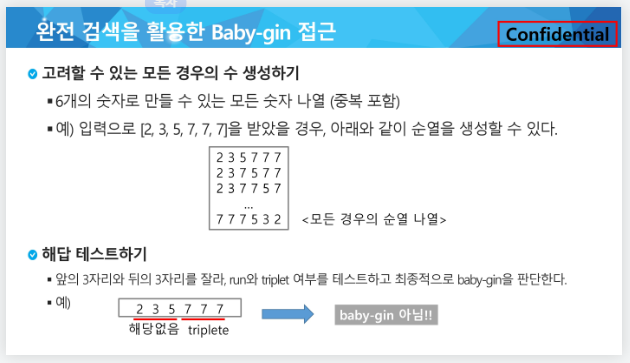 복사
완전 검색을 활용한 Baby-gin 접근
Confidential
고려할 수 있는 모든 경우의 수 생성하기
▪6개의 숫자로 만들 수 있는 모든 숫자 나열 (중복 포함)
▪예) 입력으로 [2, 3, 5, 7, 7, 7]을 받았을 경우, 아래와 같이 순열을 생성할 수 있다.
2 3 5 7 7 7
2 3 7 5 7 7
2 3 7 7 5 7
...
7 7 7 5 3 2
<모든 경우의 순열 나열>
해답 테스트하기
▪ 앞의 3자리와 뒤의 3자리를 잘라, run와 triplet 여부를 테스트하고 최종적으로 baby-gin을 판단한다.
▪ 예)
2 3 5 7 7 7
해당없음 triplete
baby-gin 아님!!